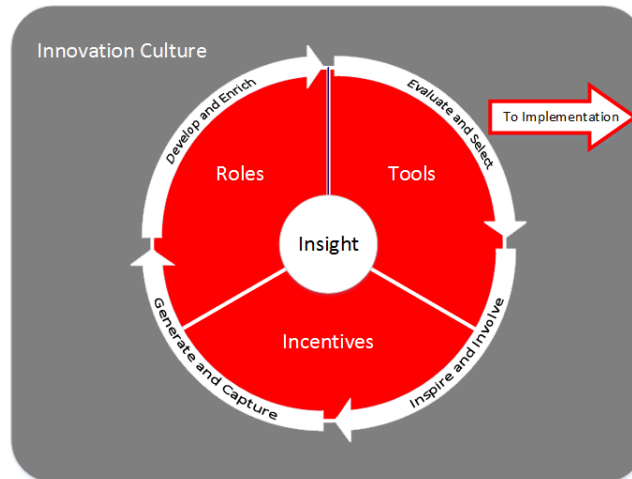 Innovation Culture
Develop and Enrich
Evaluate and Select
To Implementation
Roles
Tools
Insight
Incentives
Generate and Capture
Inspire and Involve